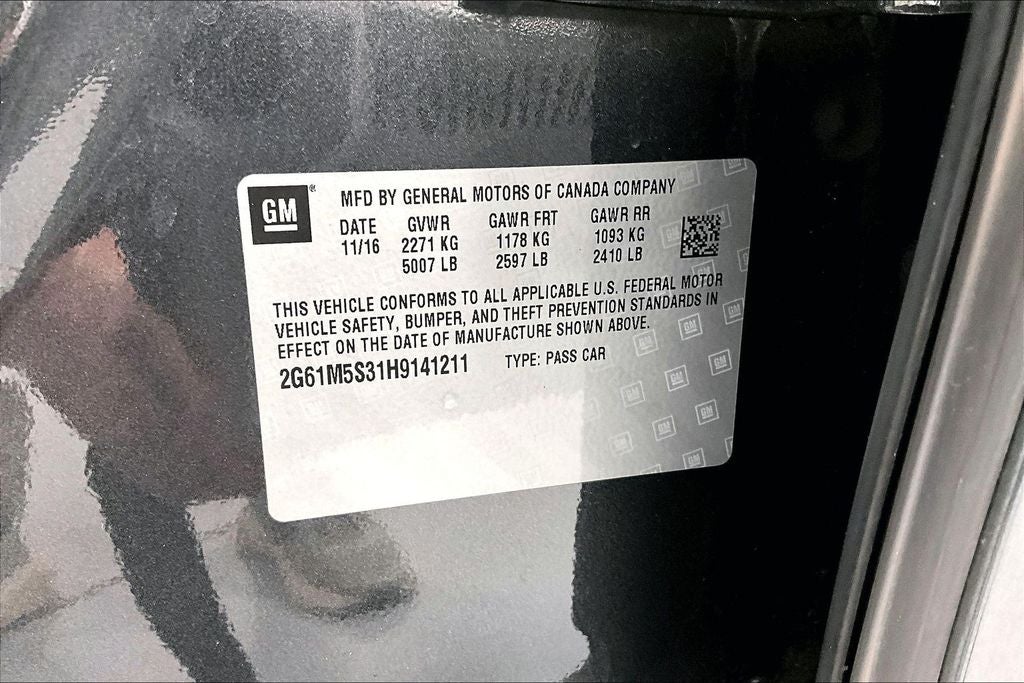 GM® MFD BY GENERAL MOTORS OF CANADA COMPANY
DATE GVWR GAWR FRT GAWR RR
11/16 2271 KG 1178 KG 1093 KG
5007 LB 2597 LB 2410 LB
THIS VEHICLE CONFORMS TO ALL APPLICABLE U.S. FEDERAL MOTOR
VEHICLE SAFETY, BUMPER, AND THEFT PREVENTION STANDARDS IN
EFFECT ON THE DATE OF MANUFACTURE SHOWN ABOVE.
2G61M5S31H9141211 TYPE: PASS CAR